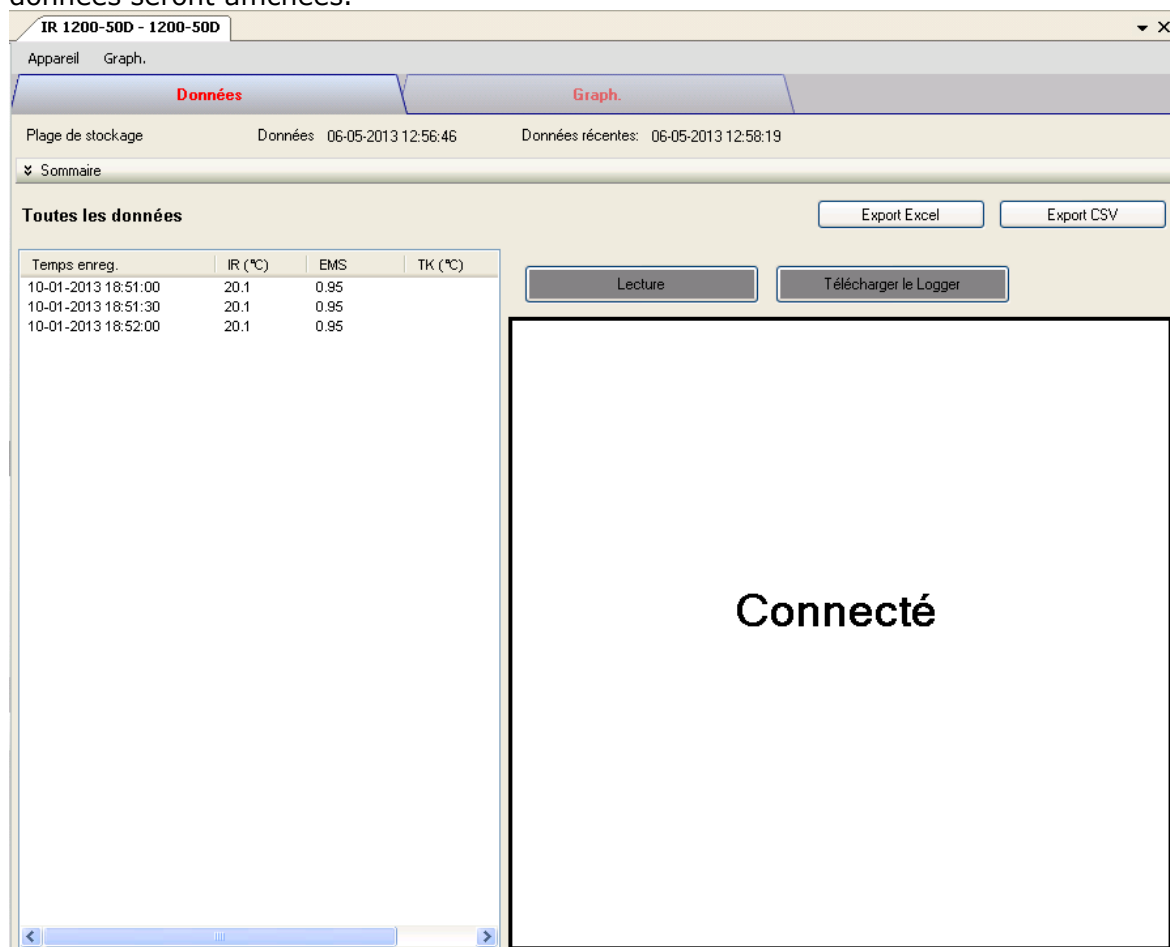 données seront affichées.
IR 1200-50D - 1200-50D
Appareil Graph.
Données Graph.
Plage de stockage Données 06-05-2013 12:56:46 Données récentes: 06-05-2013 12:58:19
Sommaire
Toutes les données Export Excel Export CSV
Temps enreg. IR (°C) EMS TK (°C)
Lecture Télécharger le Logger
10-01-2013 18:51:00 20.1 0.95
10-01-2013 18:51:30 20.1 0.95
10-01-2013 18:52:00 20.1 0.95
Connecté